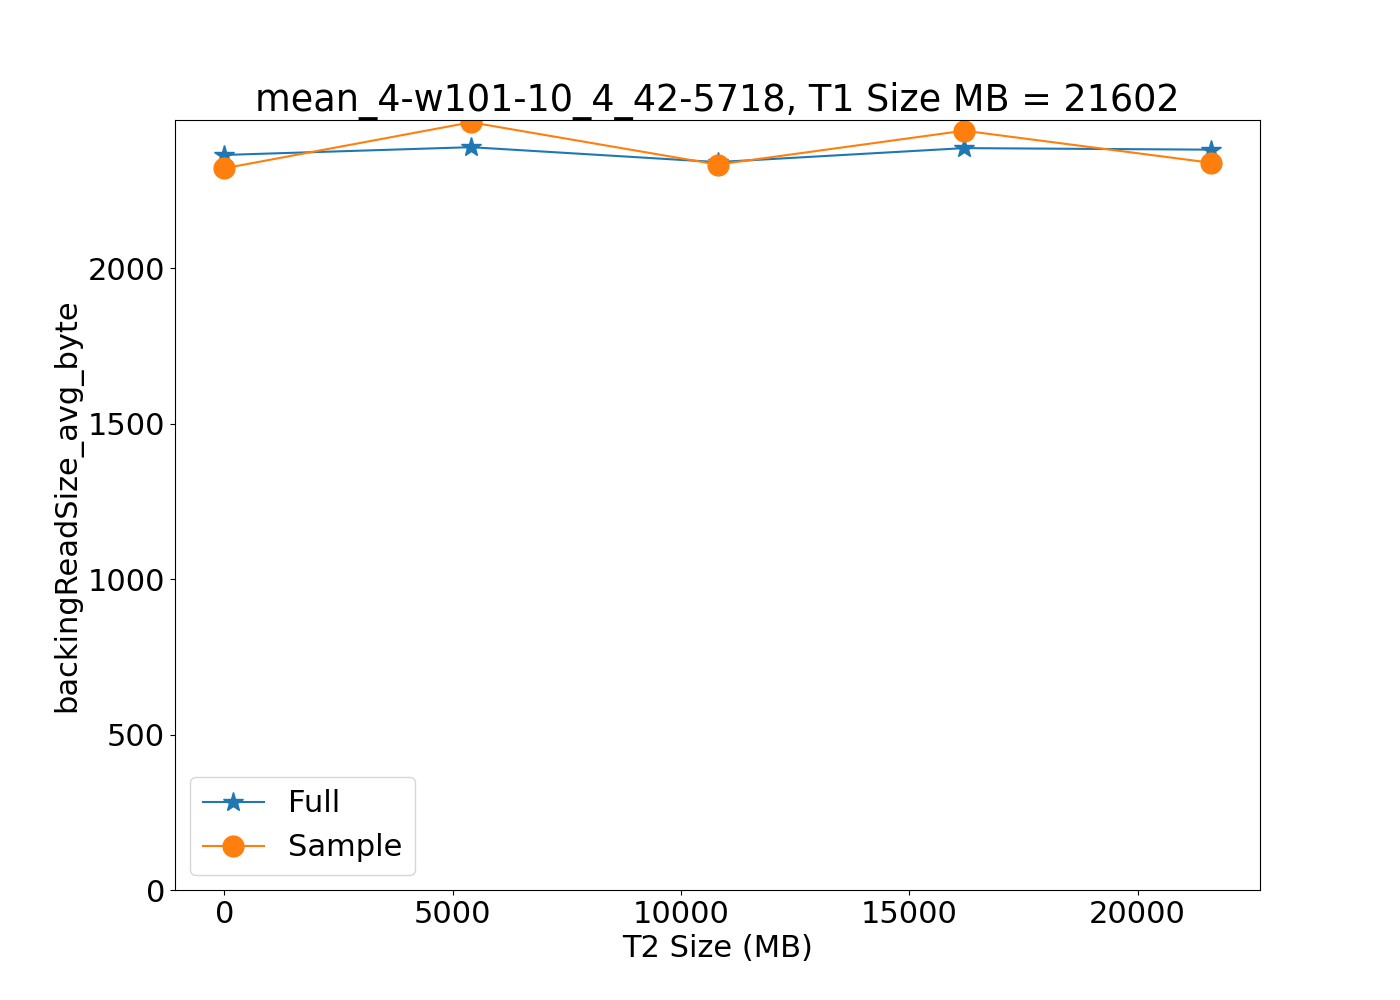 mean_4-w101-10_4_42-5718, T1 Size MB = 21602
backingReadSize_avg_byte
2000
1500
1000
500
0
Full
Sample
0 5000 10000 15000 20000
T2 Size (MB)